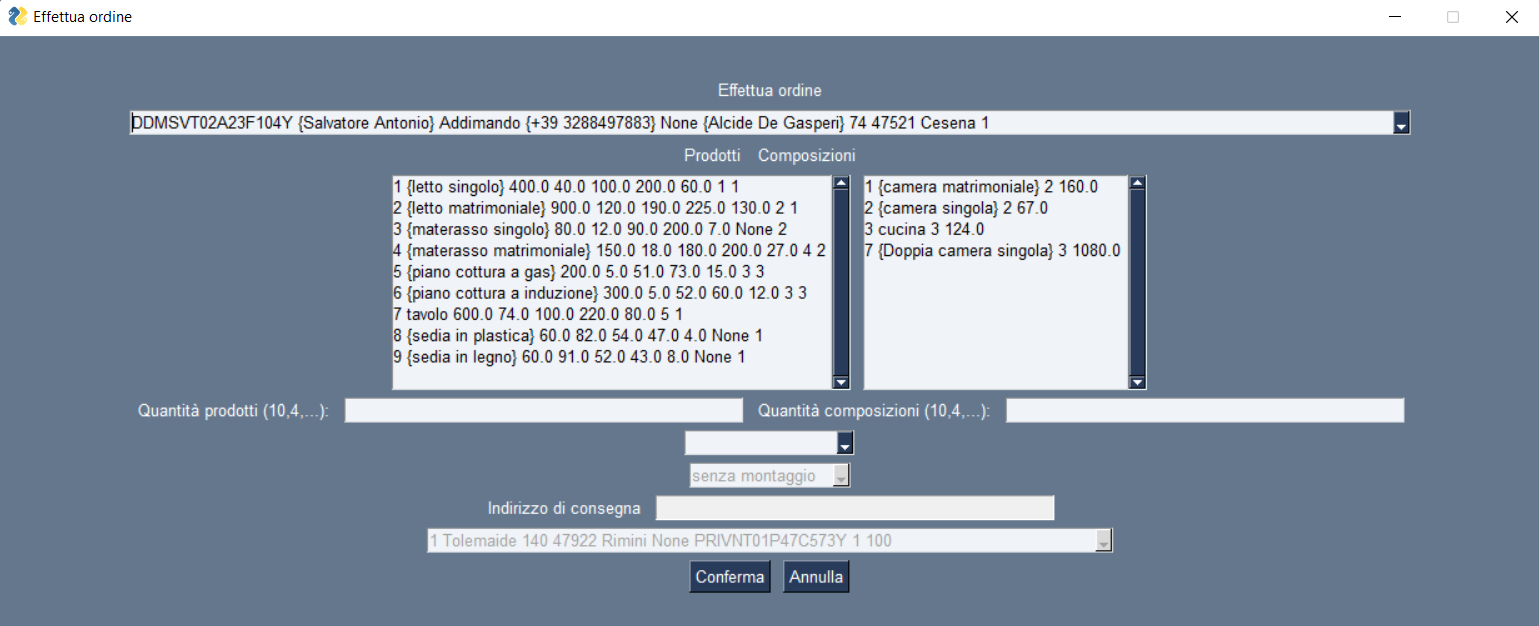 Effettua ordine
Effettua ordine
DDMSVT02A23F104Y {Salvatore Antonio} Addimando {+39 3288497883} None {Alcide De Gasperi} 74 47521 Cesena 1
Prodotti Composizioni
1 {letto singolo} 400.0 40.0 100.0 200.0 60.0 1 1
2 {letto matrimoniale} 900.0 120.0 190.0 225.0 130.0 2 1
3 {materasso singolo} 80.0 12.0 90.0 200.0 7.0 None 2
4 {materasso matrimoniale} 150.0 18.0 180.0 200.0 27.0 4 2
5 {piano cottura a gas} 200.0 5.0 51.0 73.0 15.0 3 3
6 {piano cottura a induzione} 300.0 5.0 52.0 60.0 12.0 3 3
7 tavolo 600.0 74.0 100.0 220.0 80.0 5 1
8 {sedia in plastica} 60.0 82.0 54.0 47.0 4.0 None 1
9 {sedia in legno} 60.0 91.0 52.0 43.0 8.0 None 1
1 {camera matrimoniale} 2 160.0
2 {camera singola} 2 67.0
3 cucina 3 124.0
7 {Doppia camera singola} 3 1080.0
Quantità prodotti (10,4,...): Quantità composizioni (10,4,...):
senza montaggio
Indirizzo di consegna
1 Tolemaide 140 47922 Rimini None PRIVNT01P47C573Y 1 100
Conferma Annulla